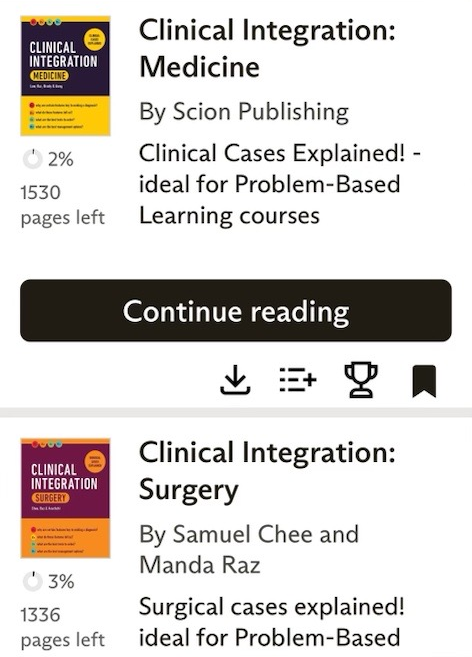 CLINICAL
INTEGRATION
MEDICINE
Clinical Integration:
Medicine
By Scion Publishing
2%
1530
pages left
Clinical Cases Explained! -
ideal for Problem-Based
Learning courses
Continue reading
CLINICAL
INTEGRATION
SURGERY
Clinical Integration:
Surgery
By Samuel Chee and
Manda Raz
3%
1336
pages left
Surgical cases explained!
ideal for Problem-Based